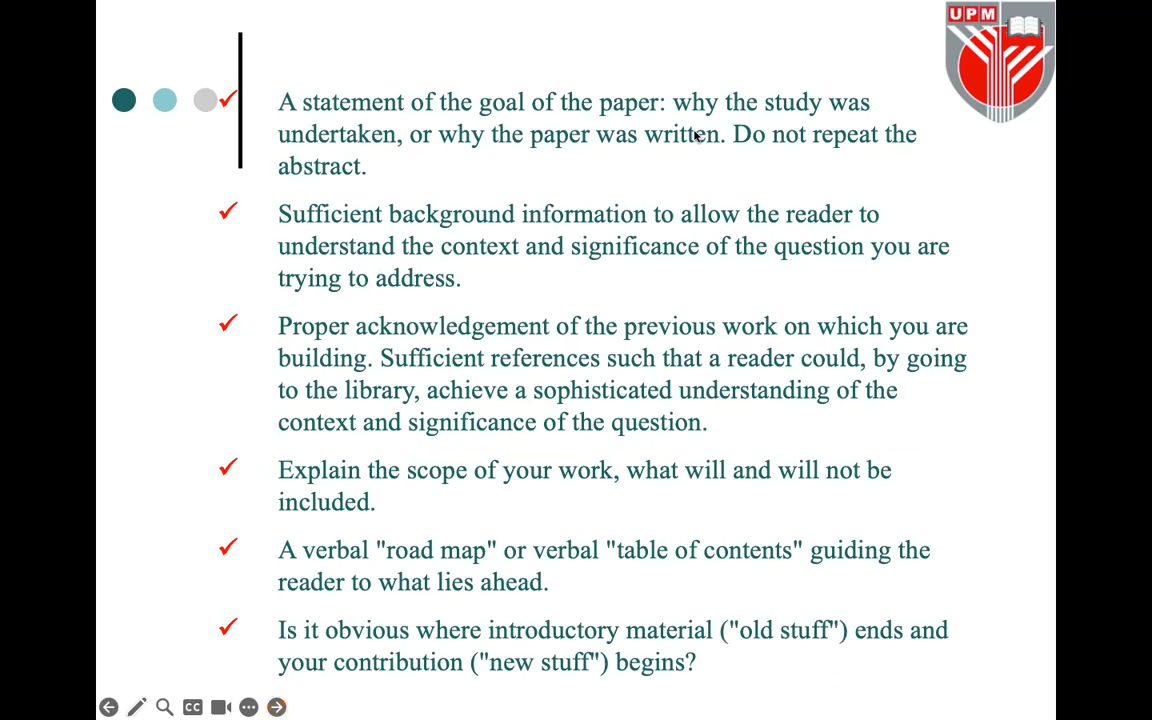 UPM
A statement of the goal of the paper: why the study was
undertaken, or why the paper was written. Do not repeat the
abstract.
Sufficient background information to allow the reader to
understand the context and significance of the question you are
trying to address.
Proper acknowledgement of the previous work on which you are
building. Sufficient references such that a reader could, by going
to the library, achieve a sophisticated understanding of the
context and significance of the question.
Explain the scope of your work, what will and will not be
included.
A verbal "road map" or verbal "table of contents" guiding the
reader to what lies ahead.
Is it obvious where introductory material ("old stuff") ends and
your contribution ("new stuff") begins?
CC